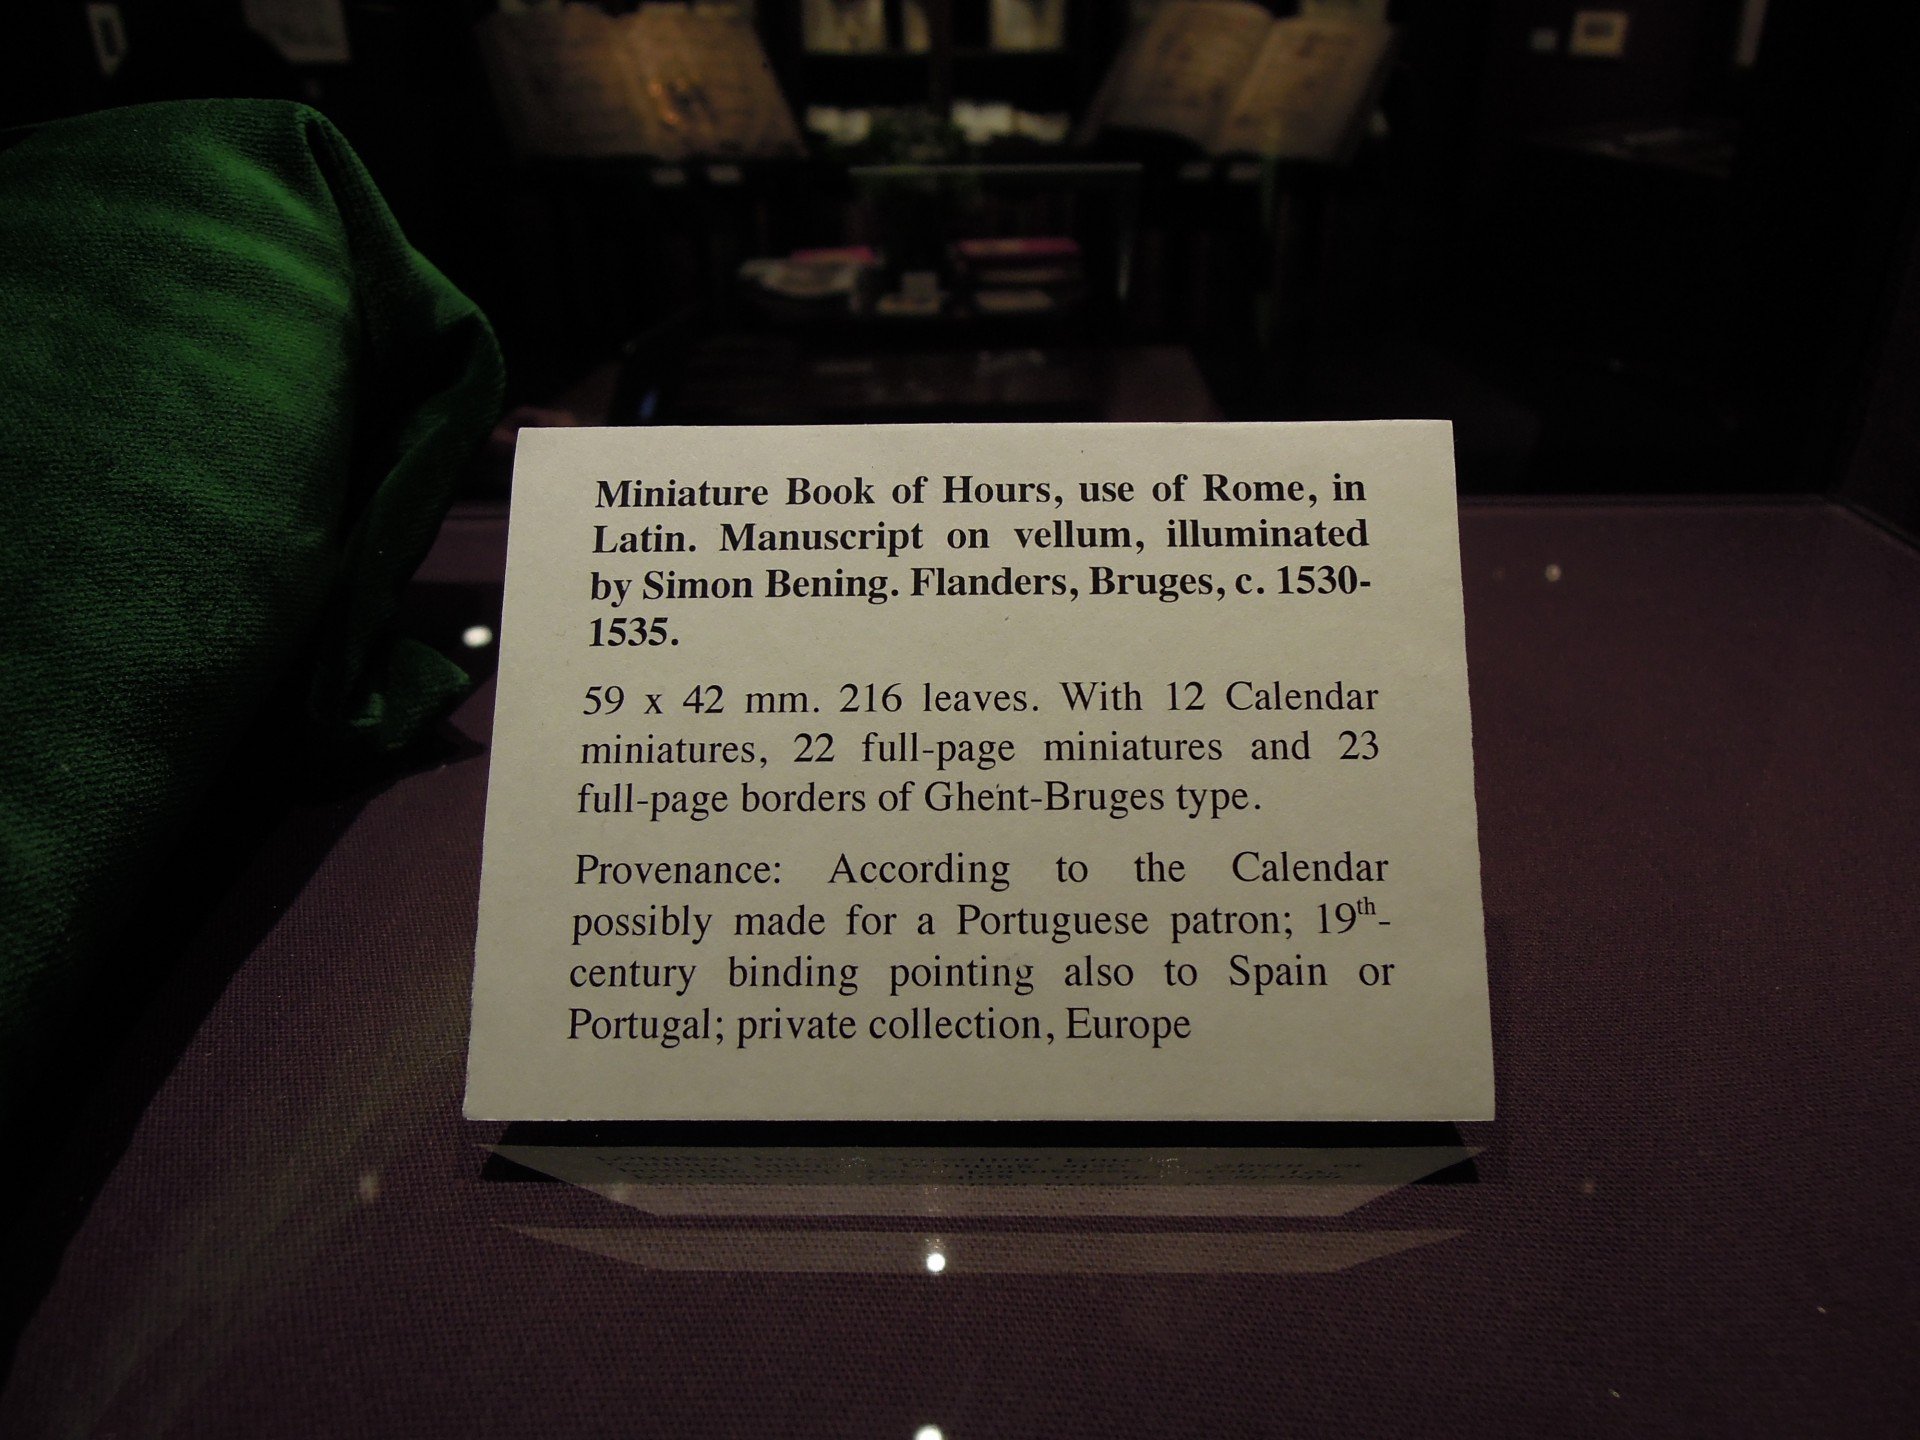 Miniature Book of Hours, use of Rome, in
Latin. Manuscript on vellum, illuminated
by Simon Bening. Flanders, Bruges, c. 1530-
1535.
59 x 42 mm. 216 leaves. With 12 Calendar
miniatures, 22 full-page miniatures and 23
full-page borders of Ghent-Bruges type.
Provenance: According to the Calendar
possibly made for a Portuguese patron; 19th-
century binding pointing also to Spain or
Portugal; private collection, Europe